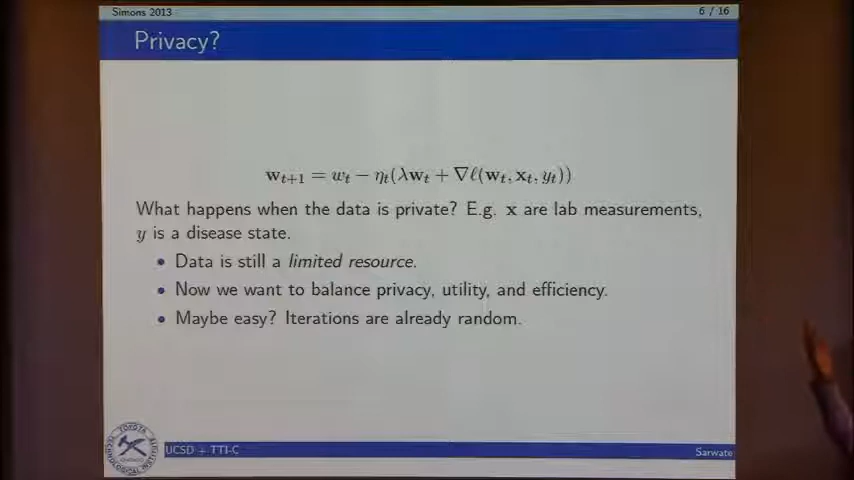 Simons 2013
6 / 16
Privacy?
w_{t+1} = w_t − η_t(λw_t + ∇ℓ(w_t, x_t, y_t))
What happens when the data is private? E.g. x are lab measurements,
y is a disease state.
• Data is still a limited resource.
• Now we want to balance privacy, utility, and efficiency.
• Maybe easy? Iterations are already random.
UCSD + TTI-C
Sarwate